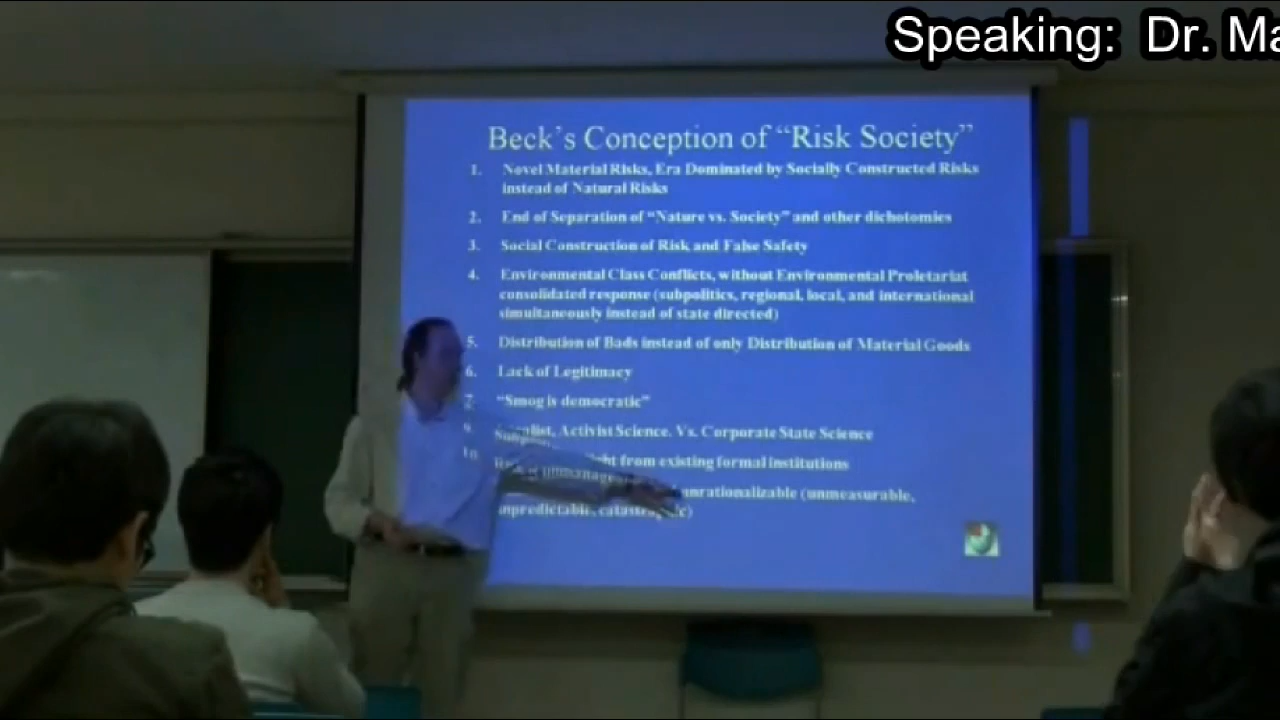 Speaking: Dr. Ma
Beck's Conception of "Risk Society"
1. Novel Material Risks, Era Dominated by Socially Constructed Risks
instead of Natural Risks
2. End of Separation of "Nature vs. Society" and other dichotomies
3. Social Construction of Risk and False Safety
4. Environmental Class Conflicts, without Environmental Proletariat
consolidated response (subpolitics, regional, local, and international
simultaneously instead of state directed)
5. Distribution of Bads instead of only Distribution of Material Goods
6. Lack of Legitimacy
7. "Smog is democratic"
Activist Science. Vs. Corporate State Science
from existing formal institutions
unrationalizable (unmeasurable,